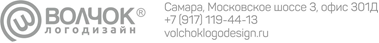 ВОЛЧОК®
ЛОГОДИЗАЙН
Самара, Московское шоссе 3, офис 301Д
+7 (917) 119-44-13
volchoklogodesign.ru